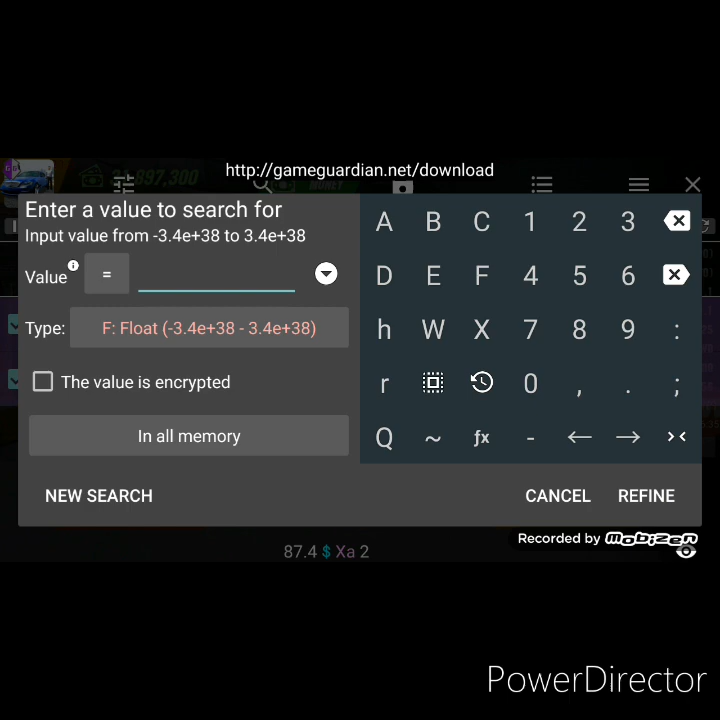 http://gameguardian.net/download
Enter a value to search for
Input value from -3.4e+38 to 3.4e+38
Value i =
Type: F: Float (-3.4e+38 - 3.4e+38)
The value is encrypted
In all memory
A B C 1 2 3
D E F 4 5 6
h W X 7 8 9 :
r 0 , . ;
Q ~ ƒx - ← → ><
NEW SEARCH CANCEL REFINE
Recorded by mobizen
87.4 $ Xa 2
PowerDirector